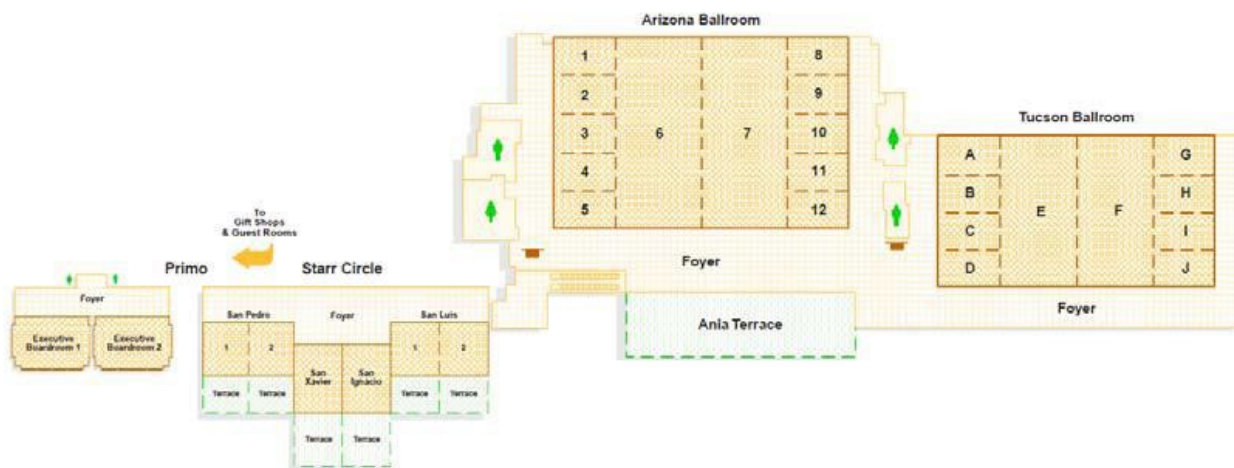 Arizona Ballroom
1
2
3
4
5
6
7
8
9
10
11
12
Tucson Ballroom
A
B
C
D
E
F
G
H
I
J
To
Gift Shops
& Guest Rooms
Primo
Starr Circle
Foyer
Foyer
Ania Terrace
Foyer
Executive
Boardroom 1
Executive
Boardroom 2
San Pedro
Foyer
San Luis
1
2
1
2
San
Xavier
San
Ignacio
Terrace
Terrace
Terrace
Terrace
Terrace
Terrace